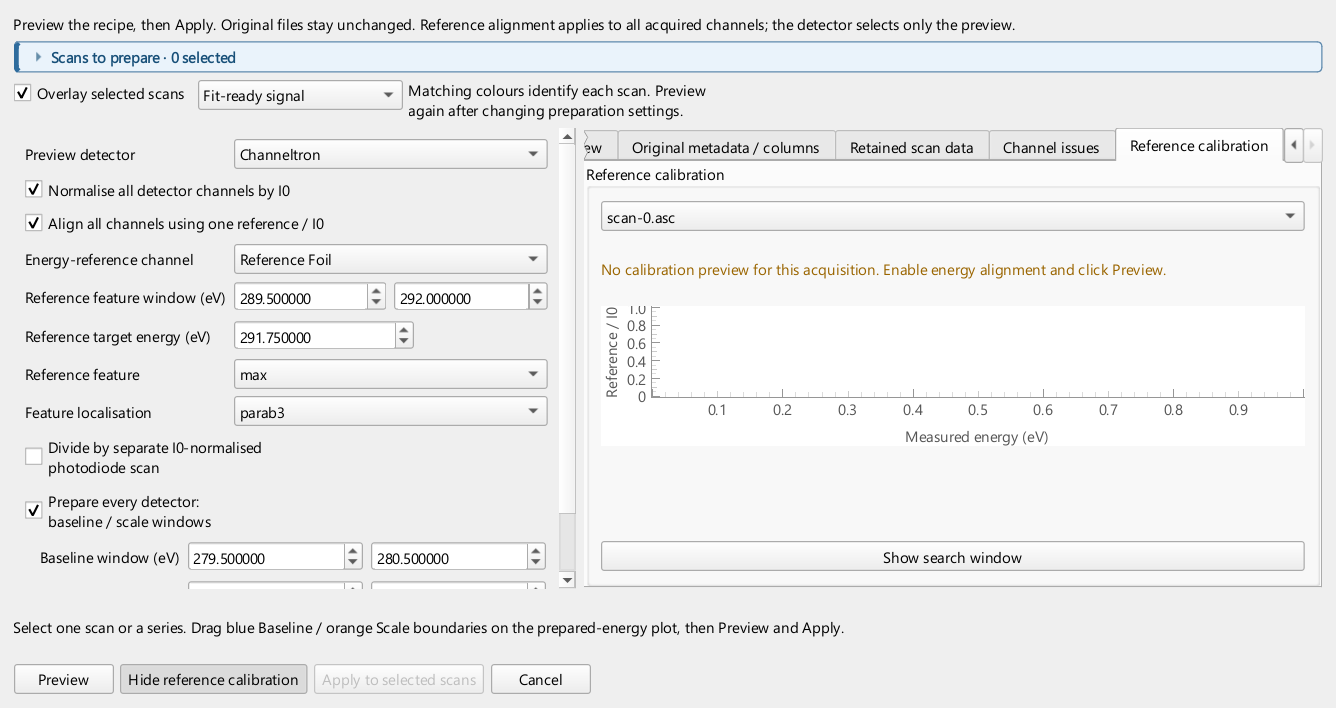 Preview the recipe, then Apply. Original files stay unchanged. Reference alignment applies to all acquired channels; the detector selects only the preview.
Scans to prepare · 0 selected
Overlay selected scans
Fit-ready signal
Matching colours identify each scan. Preview
again after changing preparation settings.
Preview detector
Channeltron
Normalise all detector channels by I0
Align all channels using one reference / I0
Energy-reference channel
Reference Foil
Reference feature window (eV)
289.500000
292.000000
Reference target energy (eV)
291.750000
Reference feature
max
Feature localisation
parab3
Divide by separate I0-normalised
photodiode scan
Prepare every detector:
baseline / scale windows
Baseline window (eV)
279.500000
280.500000
ew
Original metadata / columns
Retained scan data
Channel issues
Reference calibration
Reference calibration
scan-0.asc
No calibration preview for this acquisition. Enable energy alignment and click Preview.
Reference / I0
1.0
0.8
0.6
0.4
0.2
0
0.1
0.2
0.3
0.4
0.5
0.6
0.7
0.8
0.9
Measured energy (eV)
Show search window
Select one scan or a series. Drag blue Baseline / orange Scale boundaries on the prepared-energy plot, then Preview and Apply.
Preview
Hide reference calibration
Apply to selected scans
Cancel